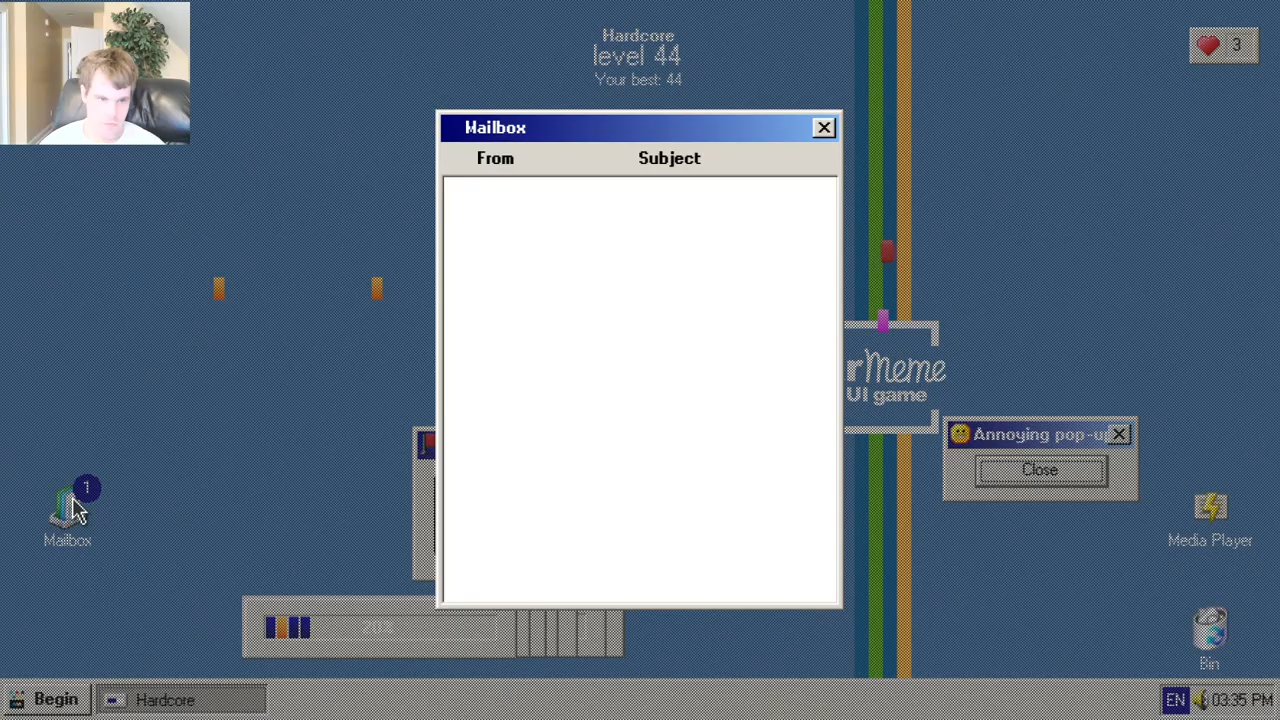 Hardcore
level 44
Your best: 44
3
Mailbox
From Subject
rMeme
UI game
Annoying pop-u
Close
1
Mailbox
Media Player
20%
Bin
Begin
Hardcore
EN 03:35 PM